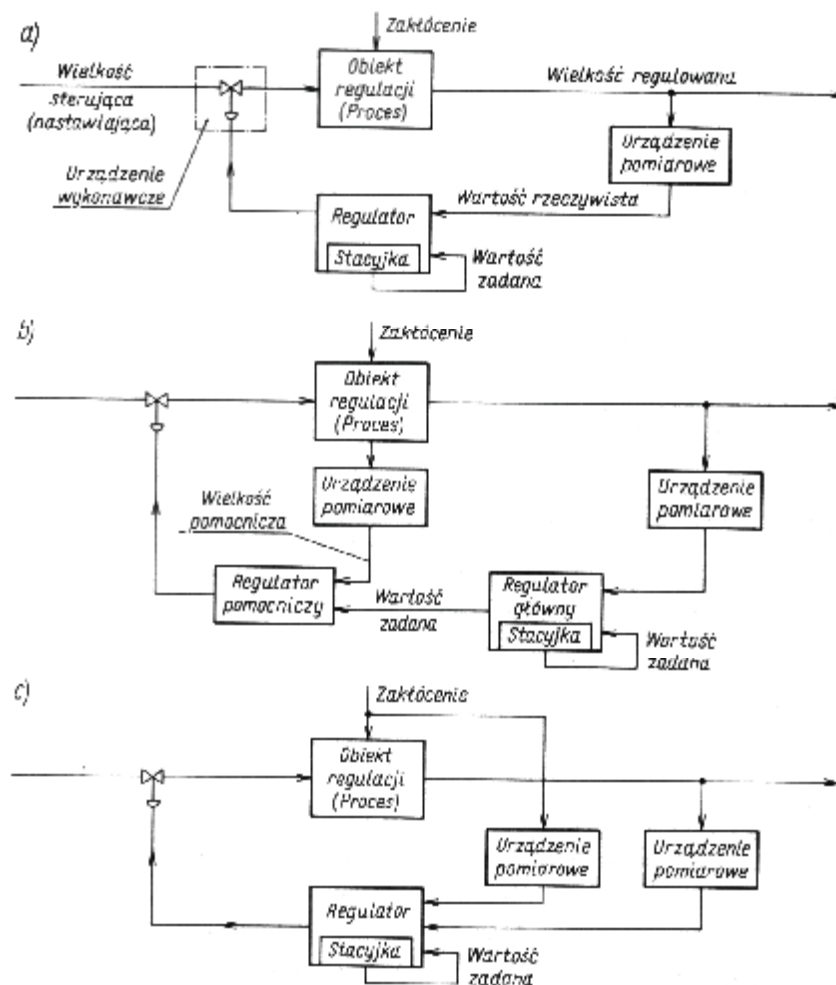 a)
Zakłócenie
Wielkość
sterująca
(nastawiająca)
Obiekt
regulacji
(Proces)
Wielkość regulowana
Urządzenie
pomiarowe
Urządzenie
wykonawcze
Wartość rzeczywista
Regulator
Stacyjka
Wartość
zadana
b)
Zakłócenie
Obiekt
regulacji
(Proces)
Urządzenie
pomiarowe
Urządzenie
pomiarowe
Wielkość
pomocnicza
Regulator
pomocniczy
Wartość
zadana
Regulator
główny
Stacyjka
Wartość
zadana
c)
Zakłócenie
Obiekt
regulacji
(Proces)
Urządzenie
pomiarowe
Urządzenie
pomiarowe
Regulator
Stacyjka
Wartość
zadana